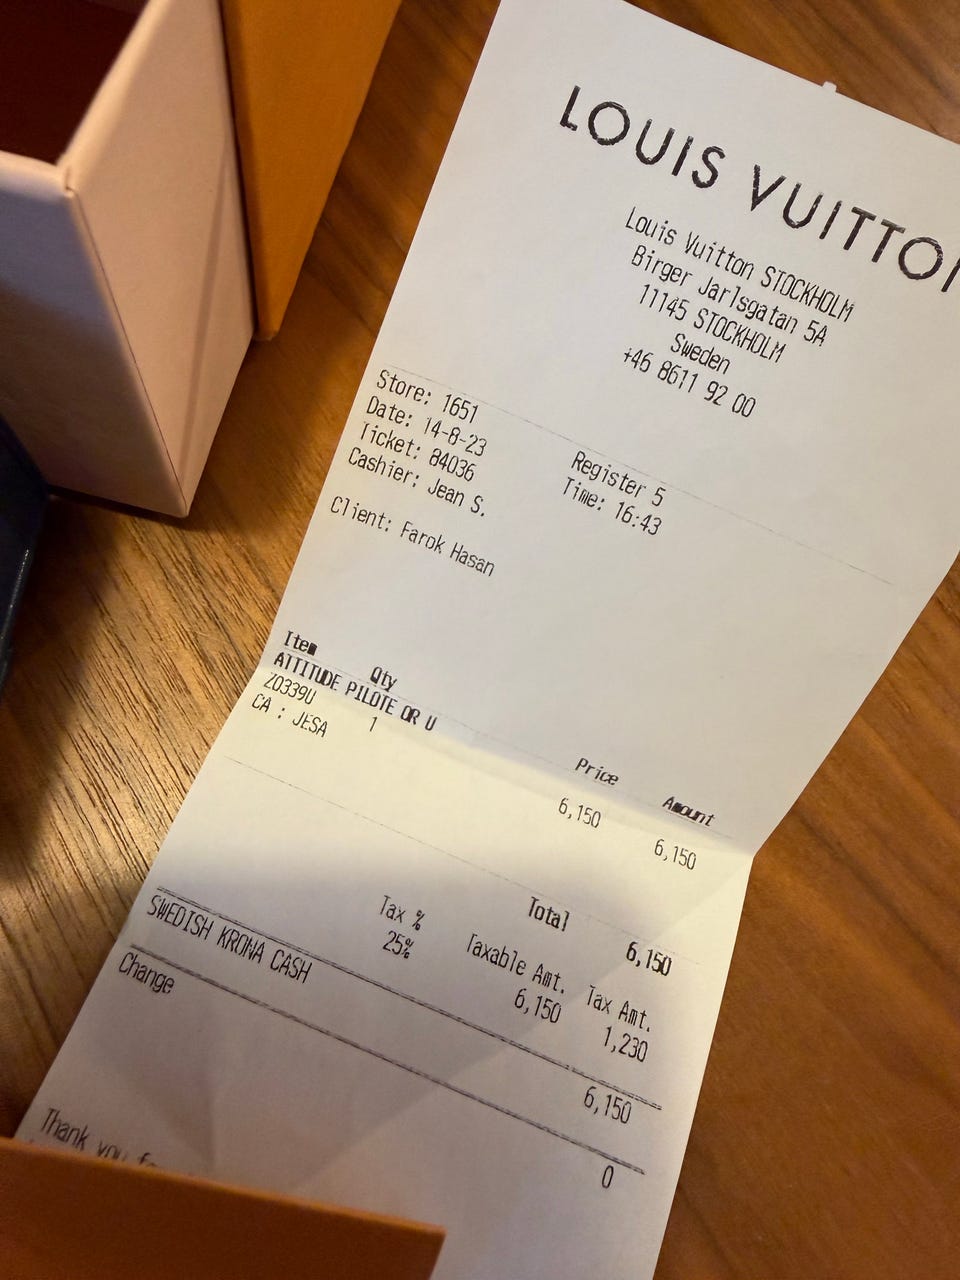 LOUIS VUITTON
Louis Vuitton STOCKHOLM
Birger Jarlsgatan 5A
11145 STOCKHOLM
Sweden
+46 8611 92 00
Store: 1651 Register 5
Date: 14-8-23 Time: 16:43
Ticket: 84036
Cashier: Jean S.
Client: Farok Hasan
Item Qty Price Amount
ATTITUDE PILOTE OR U
Z0339U 1 6,150 6,150
CA : JESA
Total 6,150
Tax % Taxable Amt. Tax Amt.
25% 6,150 1,230
SWEDISH KRONA CASH 6,150
Change 0
Thank you